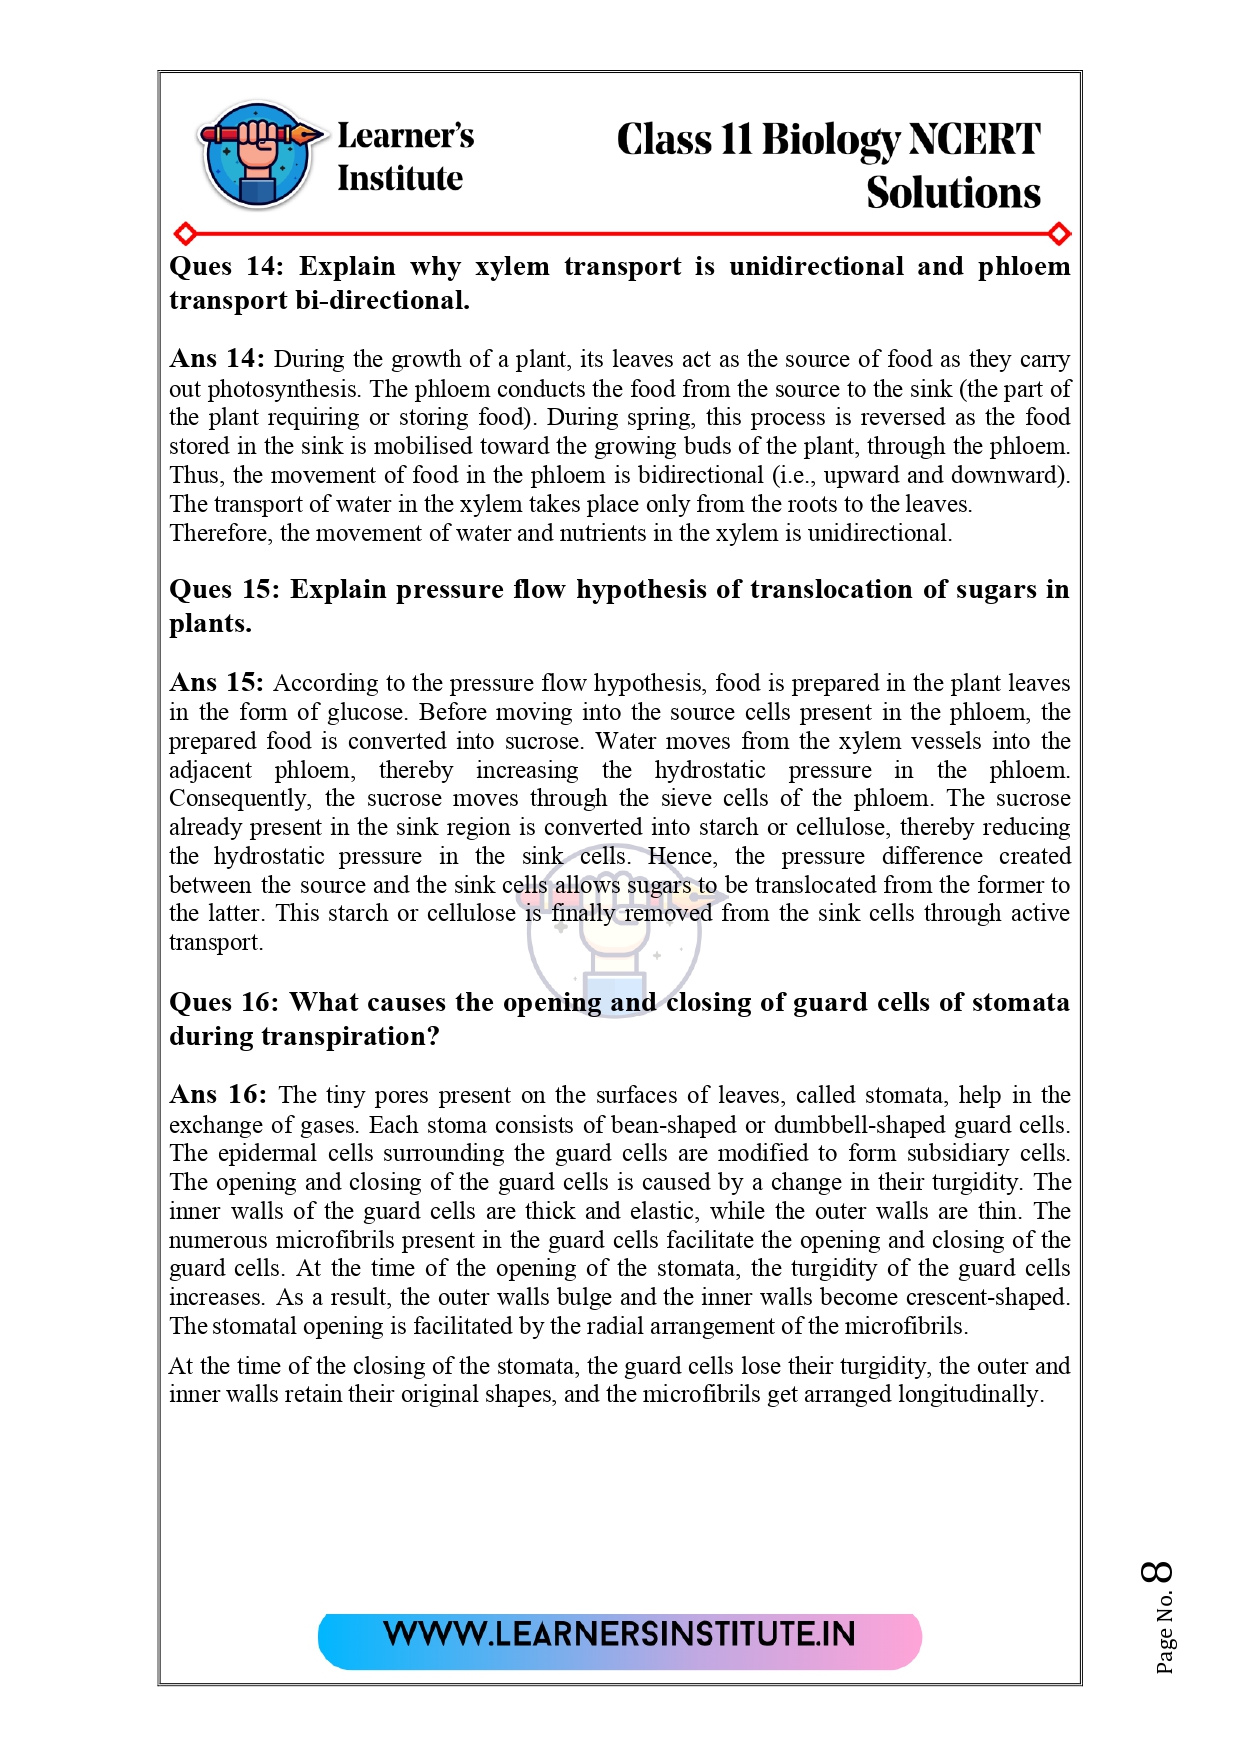 Learner's
Institute
Class 11 Biology NCERT
Solutions
Ques 14: Explain why xylem transport is unidirectional and phloem
transport bi-directional.
Ans 14: During the growth of a plant, its leaves act as the source of food as they carry
out photosynthesis. The phloem conducts the food from the source to the sink (the part of
the plant requiring or storing food). During spring, this process is reversed as the food
stored in the sink is mobilised toward the growing buds of the plant, through the phloem.
Thus, the movement of food in the phloem is bidirectional (i.e., upward and downward).
The transport of water in the xylem takes place only from the roots to the leaves.
Therefore, the movement of water and nutrients in the xylem is unidirectional.
Ques 15: Explain pressure flow hypothesis of translocation of sugars in
plants.
Ans 15: According to the pressure flow hypothesis, food is prepared in the plant leaves
in the form of glucose. Before moving into the source cells present in the phloem, the
prepared food is converted into sucrose. Water moves from the xylem vessels into the
adjacent phloem, thereby increasing the hydrostatic pressure in the phloem.
Consequently, the sucrose moves through the sieve cells of the phloem. The sucrose
already present in the sink region is converted into starch or cellulose, thereby reducing
the hydrostatic pressure in the sink cells. Hence, the pressure difference created
between the source and the sink cells allows sugars to be translocated from the former to
the latter. This starch or cellulose is finally removed from the sink cells through active
transport.
Ques 16: What causes the opening and closing of guard cells of stomata
during transpiration?
Ans 16: The tiny pores present on the surfaces of leaves, called stomata, help in the
exchange of gases. Each stoma consists of bean-shaped or dumbbell-shaped guard cells.
The epidermal cells surrounding the guard cells are modified to form subsidiary cells.
The opening and closing of the guard cells is caused by a change in their turgidity. The
inner walls of the guard cells are thick and elastic, while the outer walls are thin. The
numerous microfibrils present in the guard cells facilitate the opening and closing of the
guard cells. At the time of the opening of the stomata, the turgidity of the guard cells
increases. As a result, the outer walls bulge and the inner walls become crescent-shaped.
The stomatal opening is facilitated by the radial arrangement of the microfibrils.
At the time of the closing of the stomata, the guard cells lose their turgidity, the outer and
inner walls retain their original shapes, and the microfibrils get arranged longitudinally.
Page No. 8
WWW.LEARNERSINSTITUTE.IN